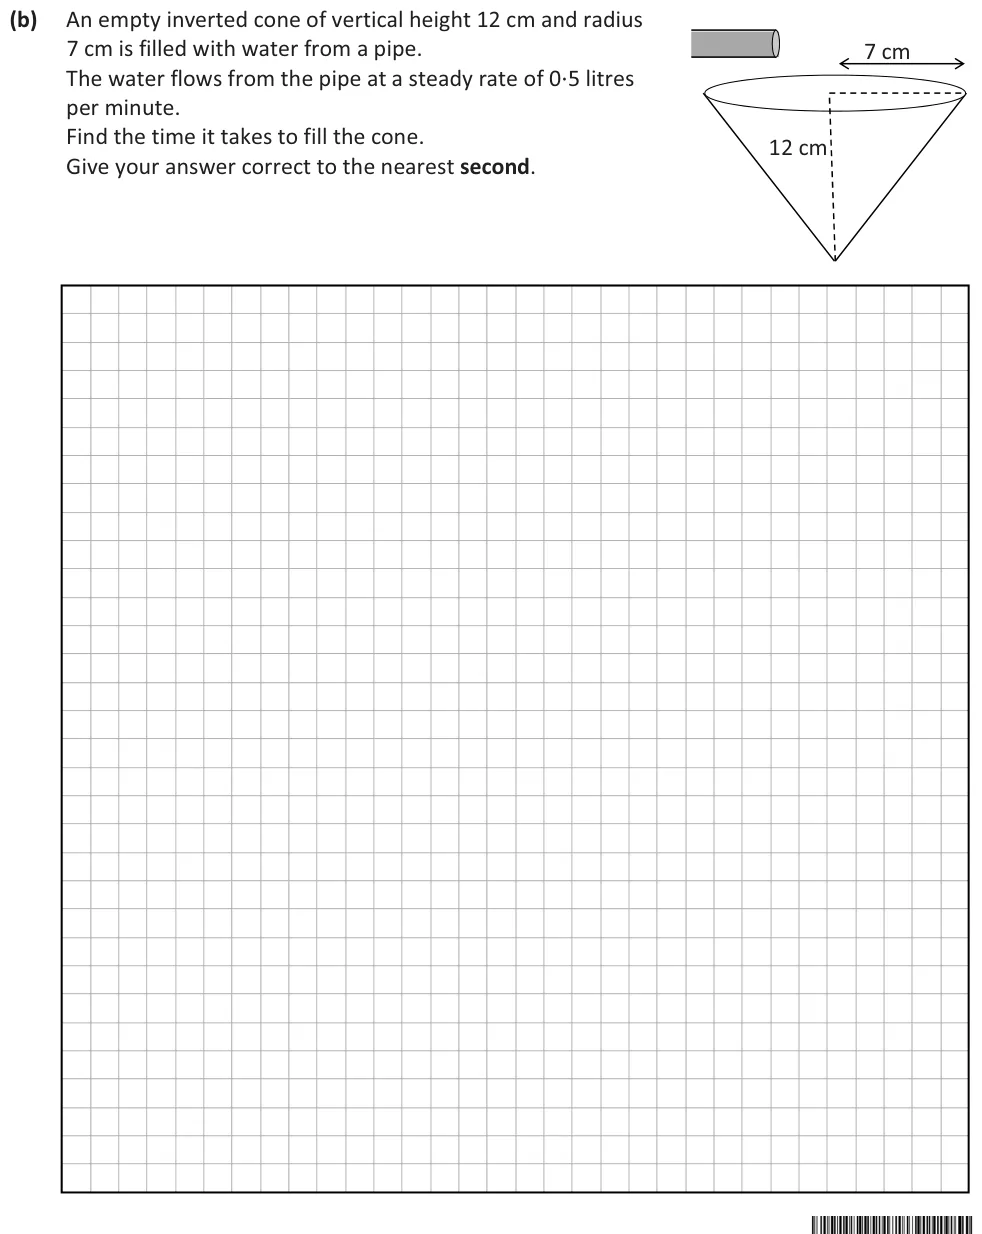 (b) An empty inverted cone of vertical height 12 cm and radius
7 cm is filled with water from a pipe.
The water flows from the pipe at a steady rate of 0·5 litres
per minute.
Find the time it takes to fill the cone.
Give your answer correct to the nearest second.
7 cm
12 cm